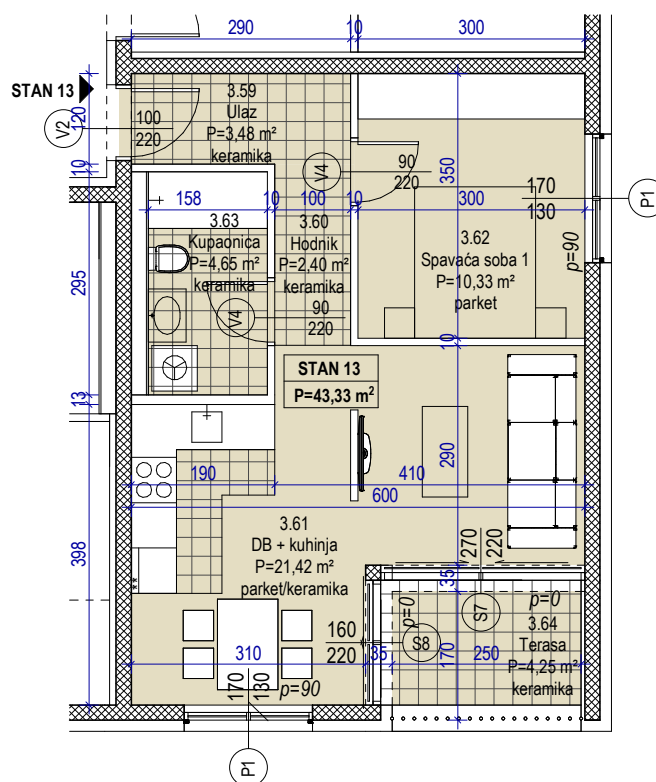 290
10
300
STAN 13
V2
120
10
100
220
3.59
Ulaz
P=3,48 m²
keramika
V4
90
220
350
170
130
P1
p=90
158
10
100
10
300
3.63
Kupaonica
P=4,65 m²
keramika
3.60
Hodnik
P=2,40 m²
keramika
3.62
Spavaća soba 1
P=10,33 m²
parket
295
V4
90
220
10
STAN 13
P=43,33 m²
13
190
410
290
600
398
3.61
DB + kuhinja
P=21,42 m²
parket/keramika
**
270
220
35
p=0
S7
p=0
3.64
Terasa
P=4,25 m²
keramika
160
220
S8
310
35
170
250
170
130
p=90
P1